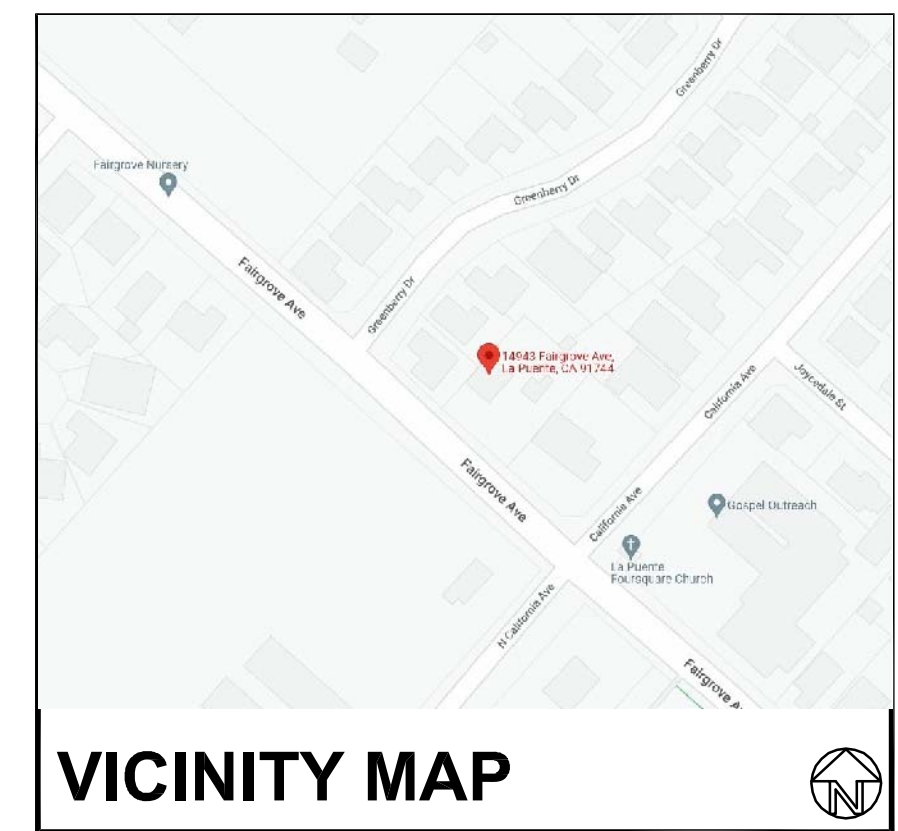 Greenberry Dr
Fairgrove Nursery
Greenberry Dr
Fairgrove Ave
Greenberry Dr
14943 Fairgrove Ave,
La Puente, CA 91744
California Ave
Joycedale St
Fairgrove Ave
California Ave
Gospel Outreach
La Puente
Foursquare Church
N California Ave
Fairgrove A
VICINITY MAP
N